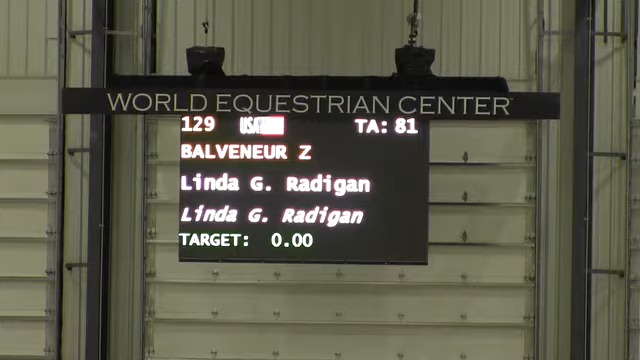 WORLD EQUESTRIAN CENTER
129 USA TA: 81
BALVENEUR Z
Linda G. Radigan
Linda G. Radigan
TARGET: 0.00